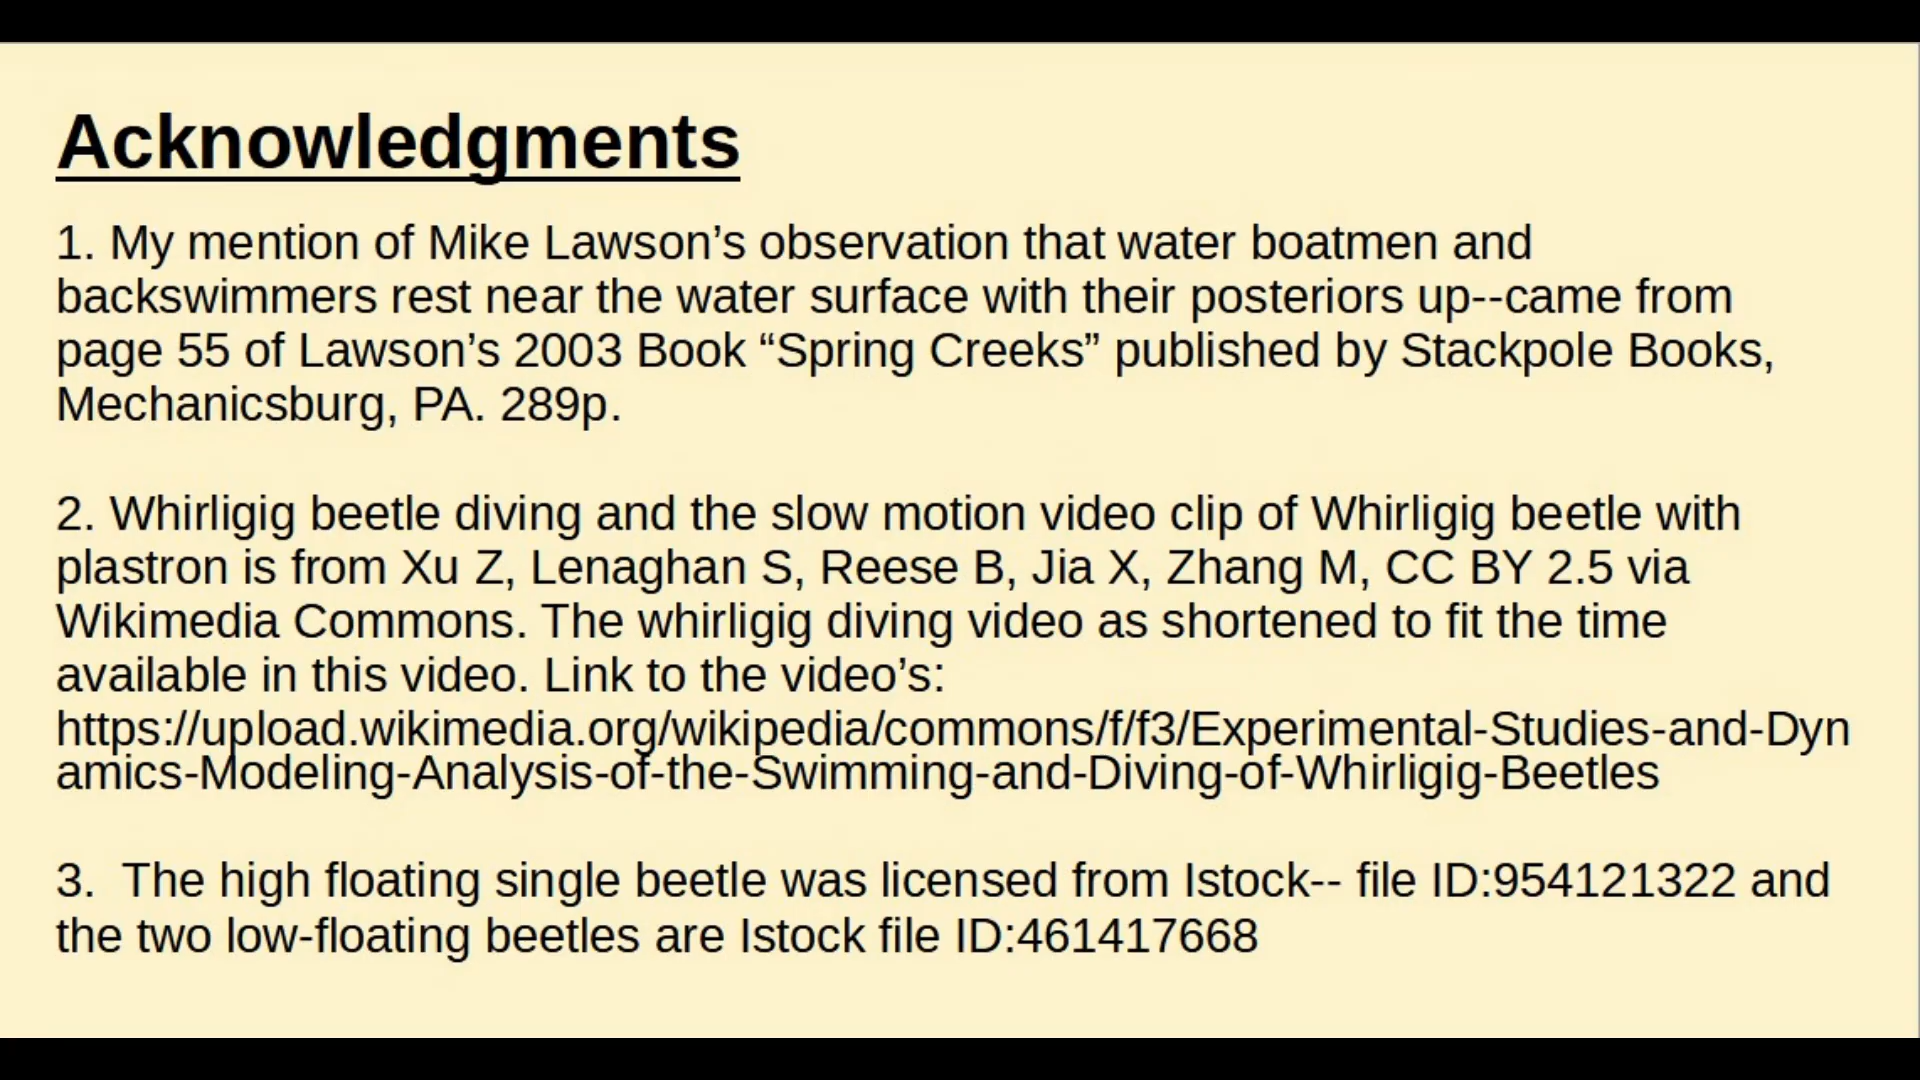 Acknowledgments
1. My mention of Mike Lawson’s observation that water boatmen and
backswimmers rest near the water surface with their posteriors up--came from
page 55 of Lawson’s 2003 Book “Spring Creeks” published by Stackpole Books,
Mechanicsburg, PA. 289p.
2. Whirligig beetle diving and the slow motion video clip of Whirligig beetle with
plastron is from Xu Z, Lenaghan S, Reese B, Jia X, Zhang M, CC BY 2.5 via
Wikimedia Commons. The whirligig diving video as shortened to fit the time
available in this video. Link to the video’s:
https://upload.wikimedia.org/wikipedia/commons/f/f3/Experimental-Studies-and-Dyn
amics-Modeling-Analysis-of-the-Swimming-and-Diving-of-Whirligig-Beetles
3.  The high floating single beetle was licensed from Istock-- file ID:954121322 and
the two low-floating beetles are Istock file ID:461417668